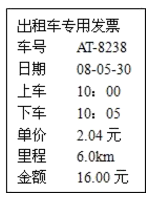 出租车专用发票
车号 AT-8238
日期 08-05-30
上车 10：00
下车 10：05
单价 2.04 元
里程 6.0km
金额 16.00 元